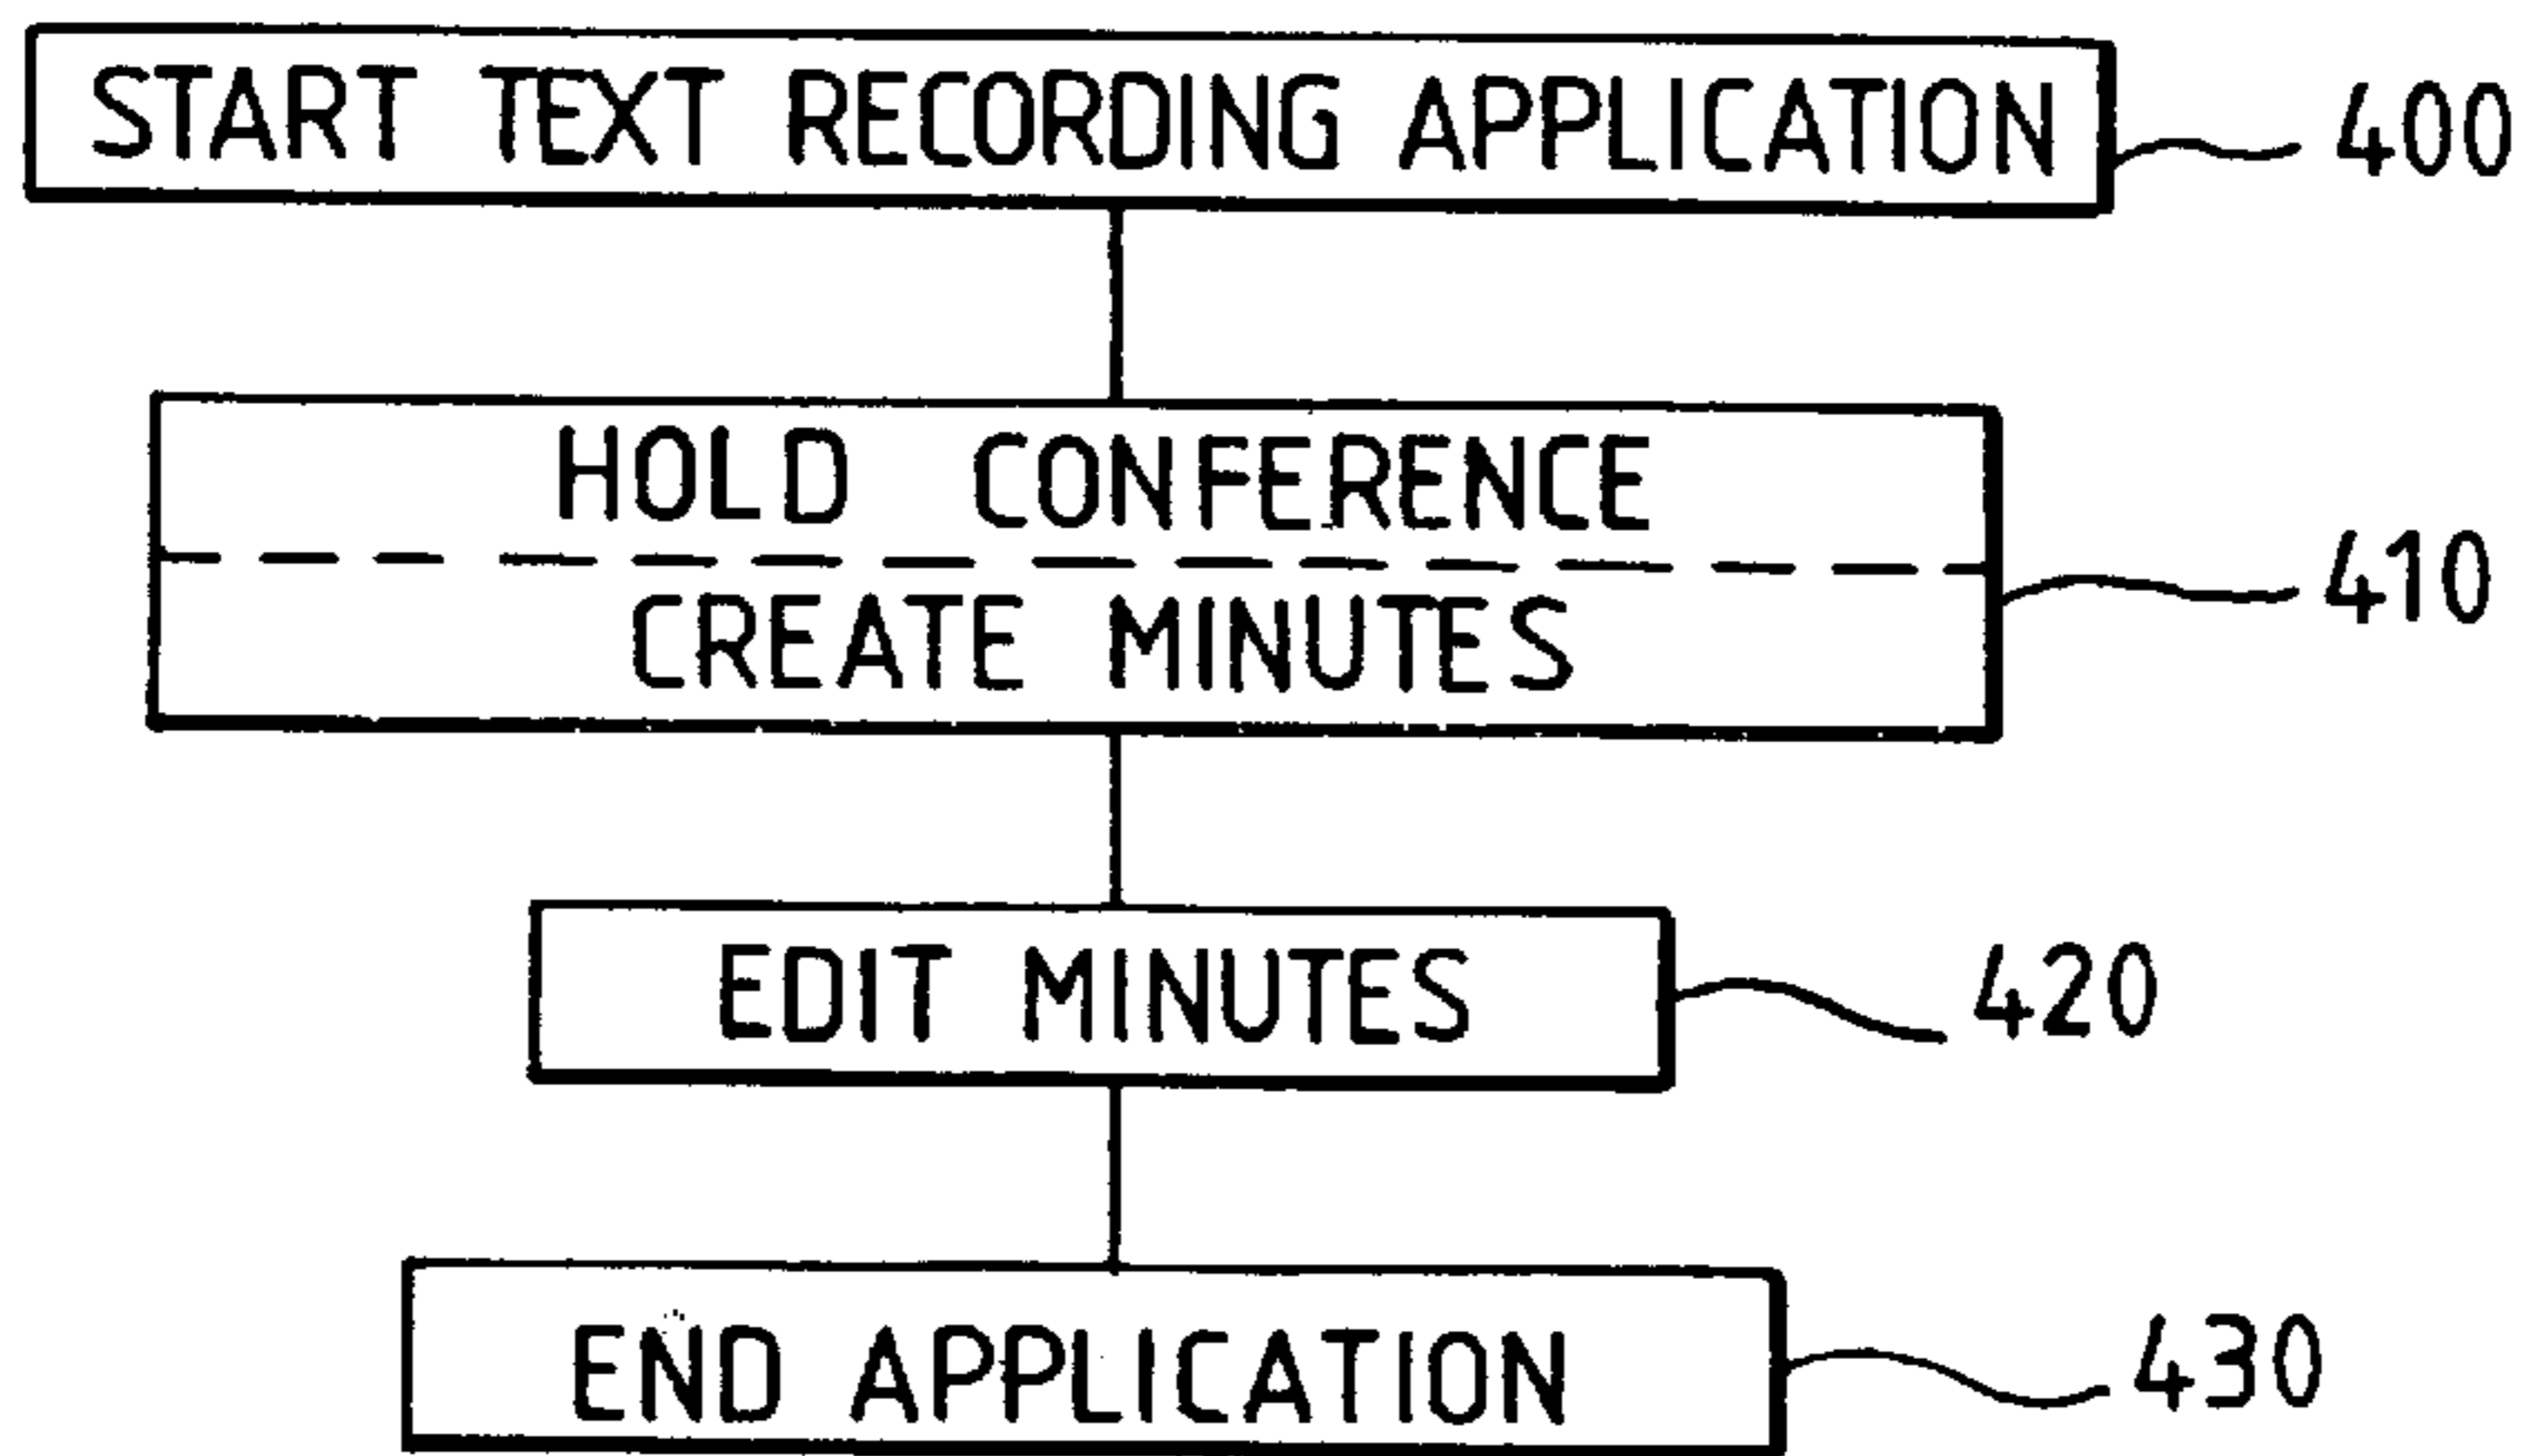 START TEXT RECORDING APPLICATION 400
HOLD CONFERENCE
CREATE MINUTES 410
EDIT MINUTES 420
END APPLICATION 430